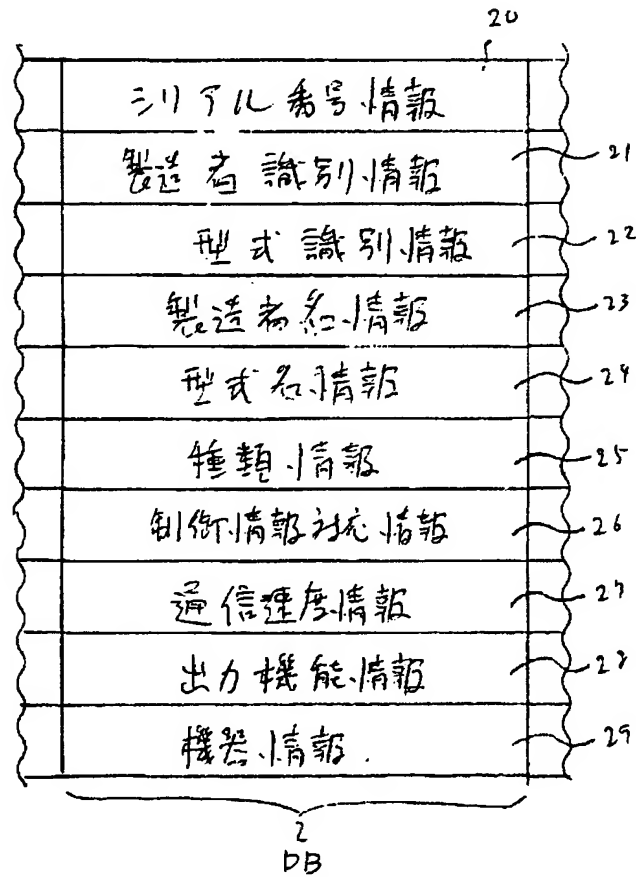 20
シリアル番号情報
製造者識別情報 21
型式識別情報 22
製造者名情報 23
型式名情報 24
種類情報 25
制御情報対応情報 26
通信速度情報 27
出力機能情報 28
機器情報 29
2
DB